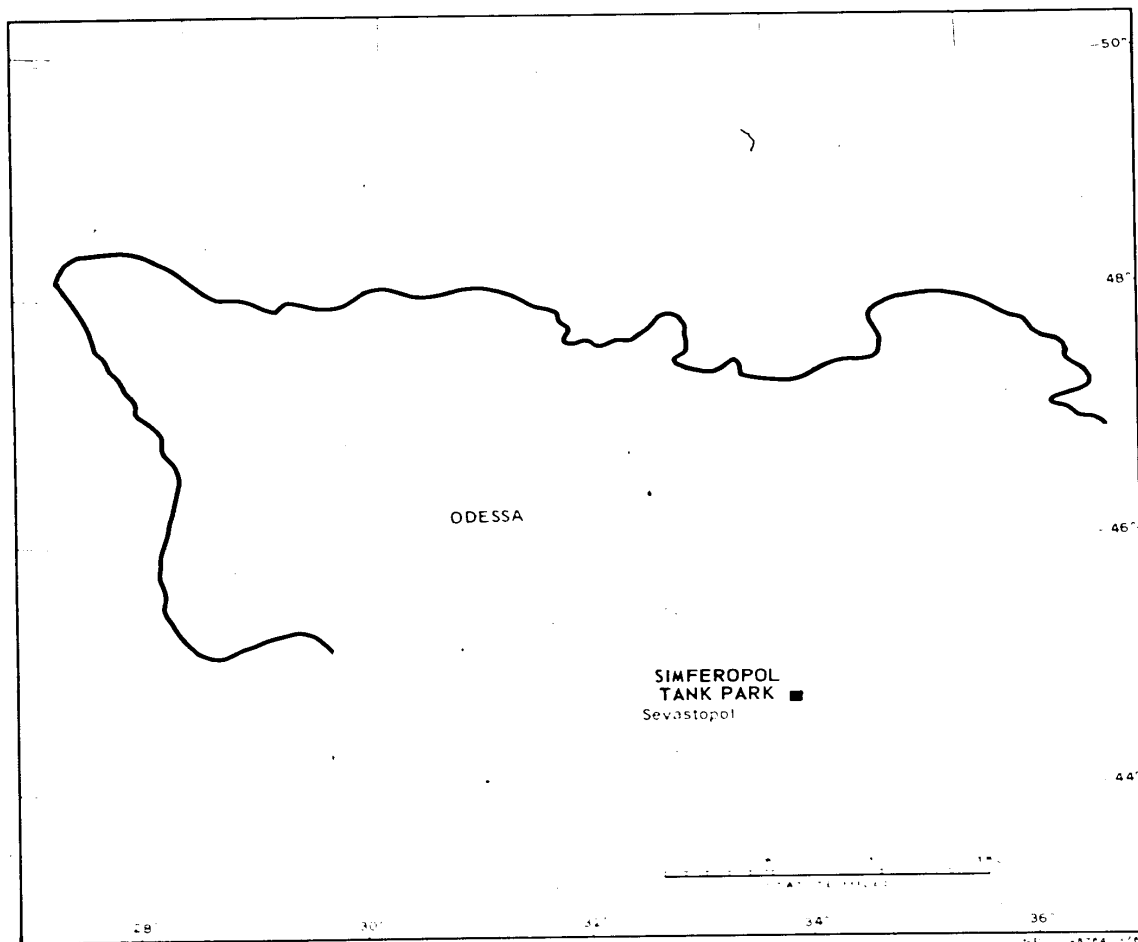 50°
48°
ODESSA
46°
SIMFEROPOL
TANK PARK
Sevastopol
44°
28° 30° 32° 34° 36°